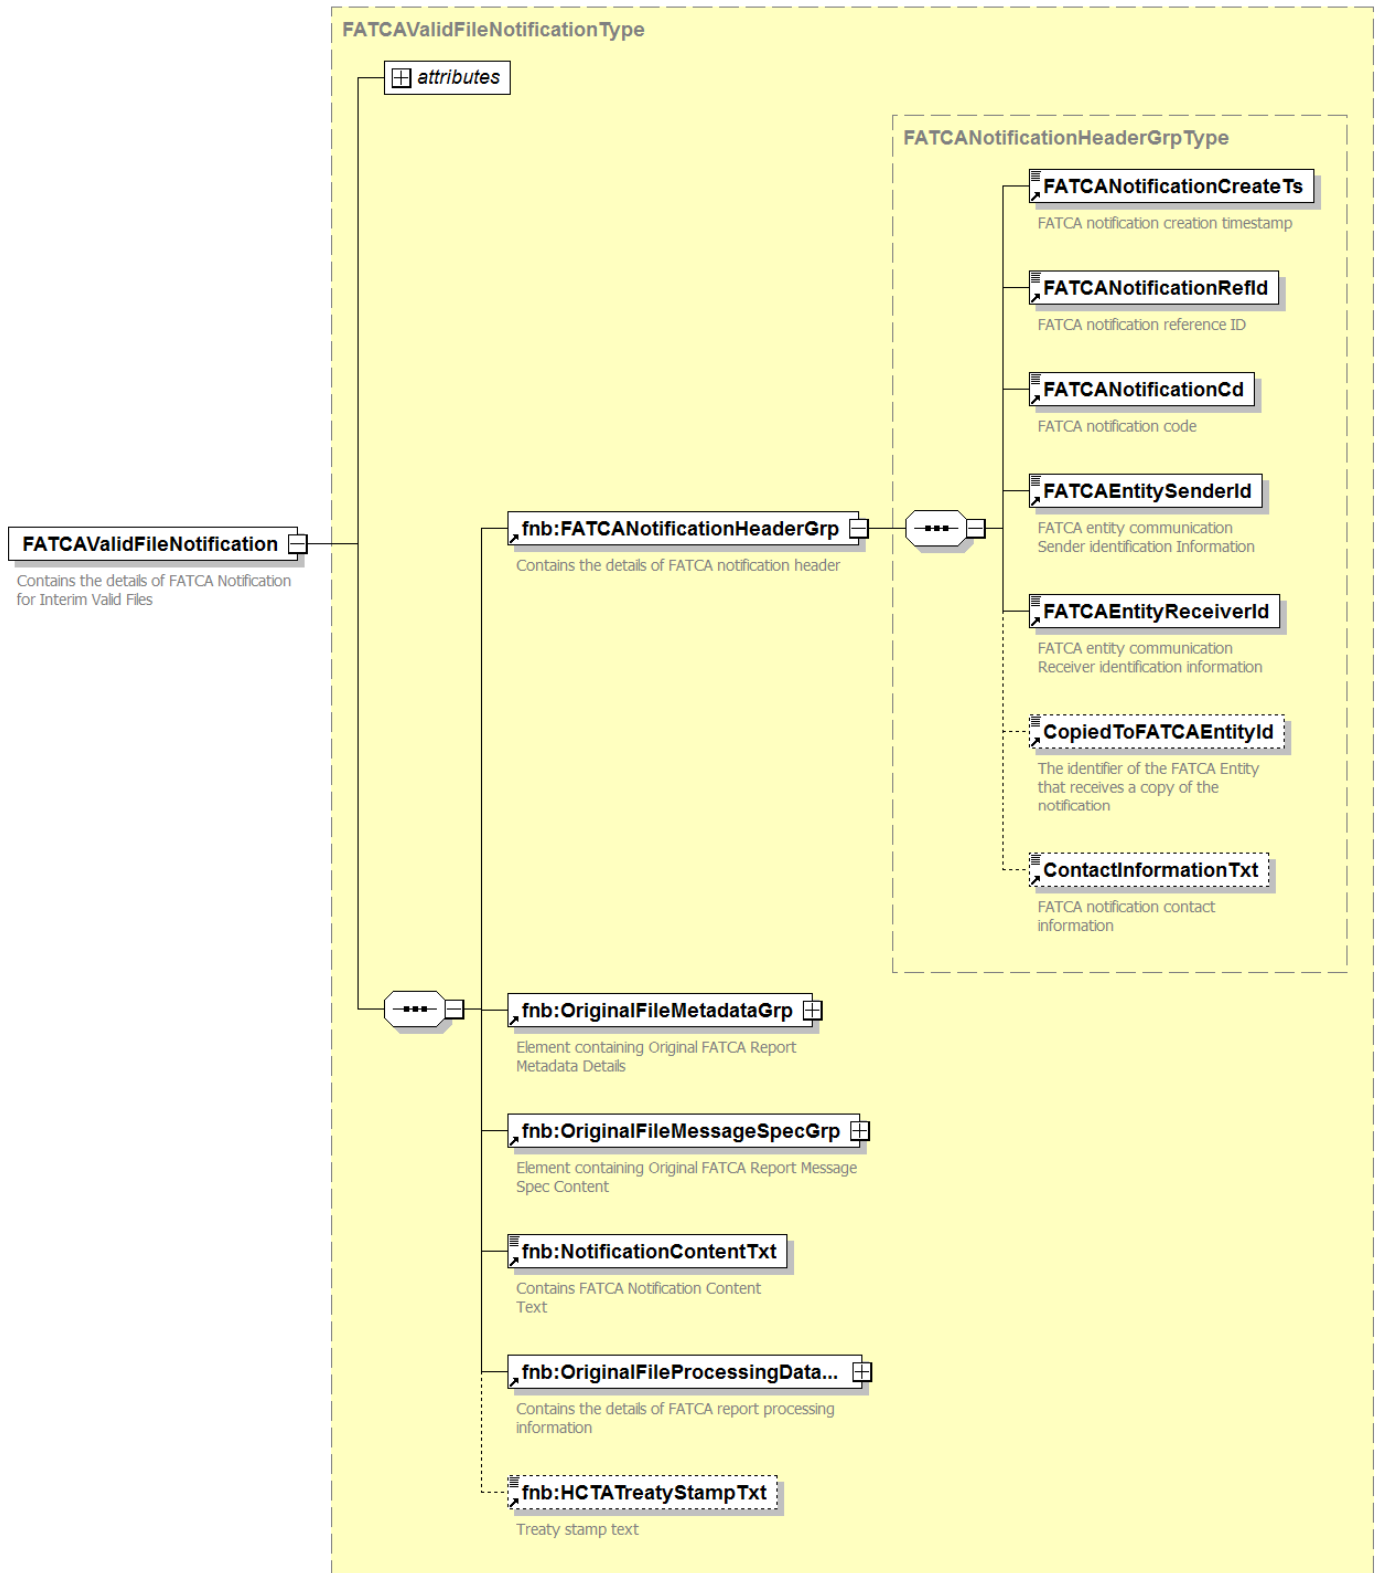 FATCAValidFileNotificationType
attributes
FATCANotificationHeaderGrpType
FATCANotificationCreateTs
FATCA notification creation timestamp
FATCANotificationRefId
FATCA notification reference ID
FATCANotificationCd
FATCA notification code
FATCAEntitySenderId
FATCA entity communication
Sender identification Information
FATCAValidFileNotification
Contains the details of FATCA Notification
for Interim Valid Files
fnb:FATCANotificationHeaderGrp
Contains the details of FATCA notification header
FATCAEntityReceiverId
FATCA entity communication
Receiver identification information
CopiedToFATCAEntityId
The identifier of the FATCA Entity
that receives a copy of the
notification
ContactInformationTxt
FATCA notification contact
information
fnb:OriginalFileMetadataGrp
Element containing Original FATCA Report
Metadata Details
fnb:OriginalFileMessageSpecGrp
Element containing Original FATCA Report Message
Spec Content
fnb:NotificationContentTxt
Contains FATCA Notification Content
Text
fnb:OriginalFileProcessingData...
Contains the details of FATCA report processing
information
fnb:HCTATreatyStampTxt
Treaty stamp text